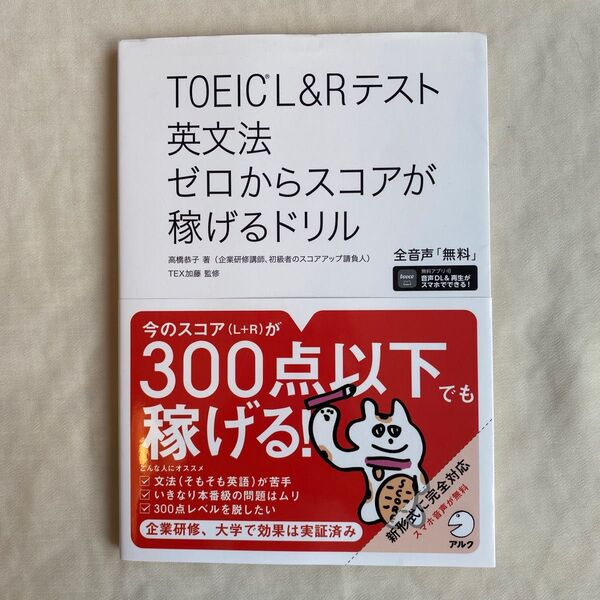 TOEIC® L&Rテスト
英文法
ゼロからスコアが
稼げるドリル
高橋恭子 著（企業研修講師、初級者のスコアアップ請負人）
TEX加藤 監修
全音声「無料」
booco
無料アプリ可
音声DL&再生が
スマホでできる!
今のスコア(L+R)が
300点以下でも
稼げる!
こんな人にオススメ
文法（そもそも英語）が苦手
いきなり本番級の問題はムリ
300点レベルを脱したい
企業研修、大学で効果は実証済み
SCORE
新形式に完全対応
スマホ音声が無料
アルク